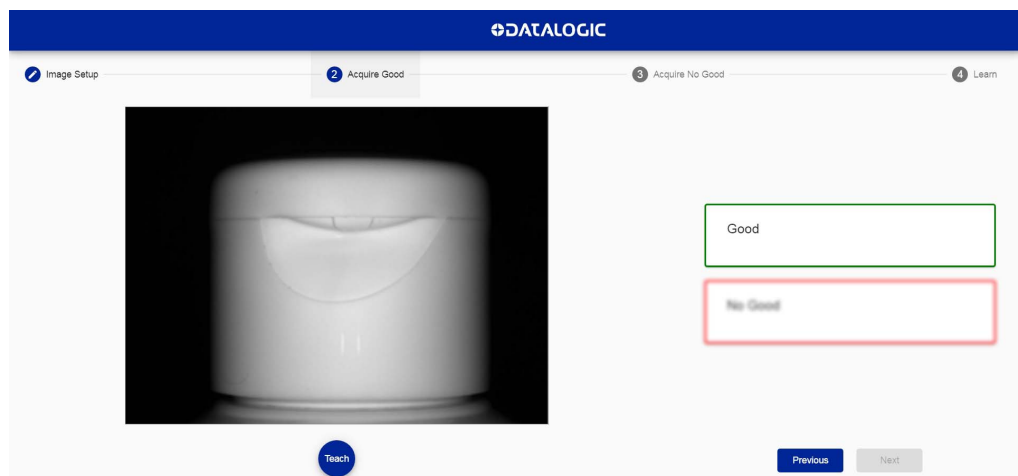 DATALOGIC
Image Setup
2 Acquire Good
3 Acquire No Good
4 Learn
Good
No Good
Teach
Previous Next